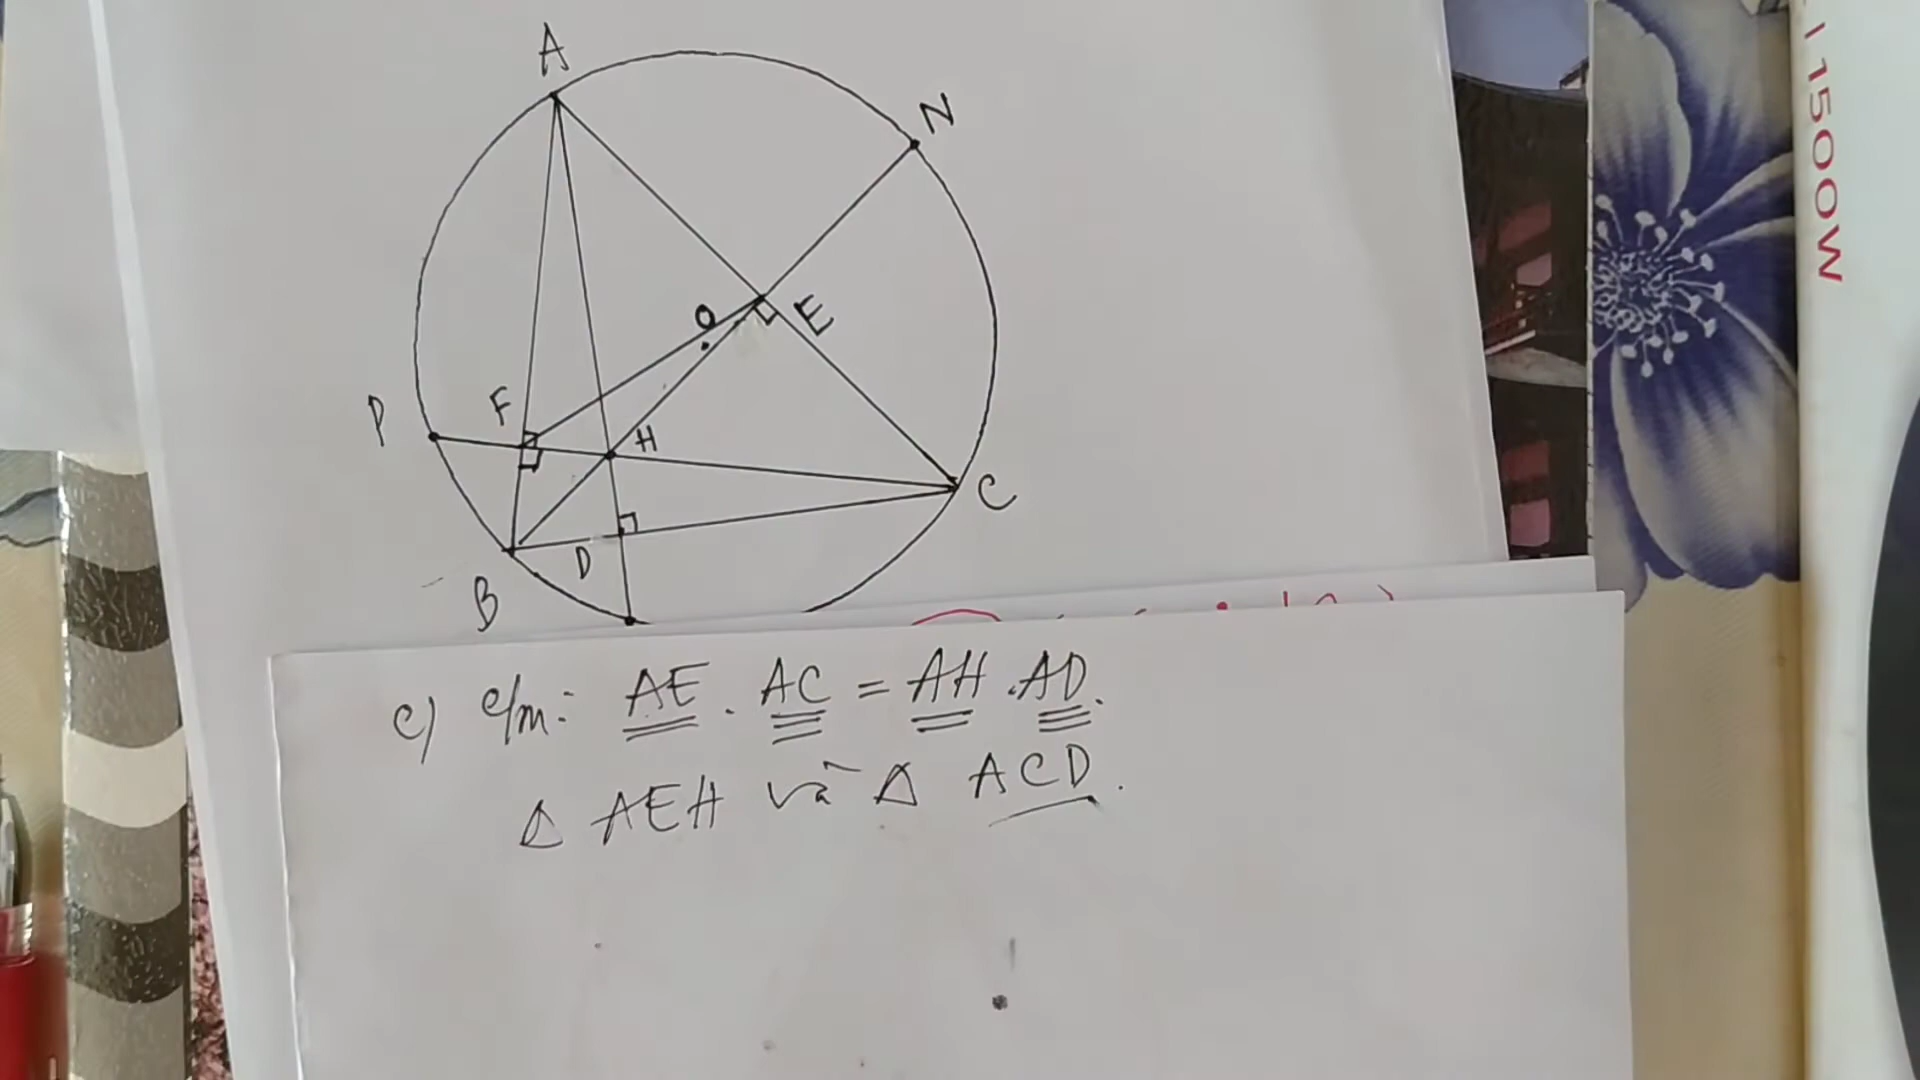 A
N
O
E
F
P
H
C
D
B
c) c/m: AE . AC = AH . AD.
Δ AEH và Δ ACD.
1500W